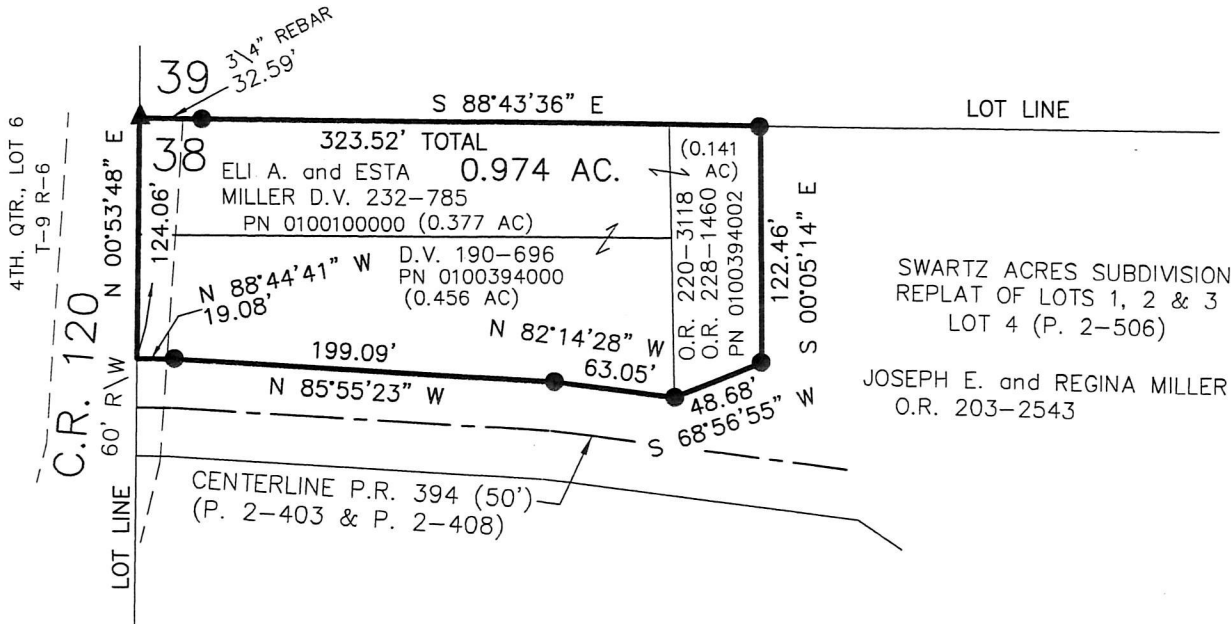 39
3\4" REBAR
32.59'
S 88°43'36" E
LOT LINE
323.52' TOTAL
38
ELI A. and ESTA
MILLER D.V. 232-785
PN 0100100000 (0.377 AC)
0.974 AC.
(0.141
AC)
4TH. QTR., LOT 6
T-9 R-6
N 00°53'48" E
124.06'
D.V. 190-696
PN 0100394000
(0.456 AC)
O.R. 220-3118
O.R. 228-1460
PN 0100394002
122.46'
S 00°05'14" E
SWARTZ ACRES SUBDIVISION
REPLAT OF LOTS 1, 2 & 3
LOT 4 (P. 2-506)
JOSEPH E. and REGINA MILLER
O.R. 203-2543
N 88°44'41" W
19.08'
N 82°14'28" W
63.05'
199.09'
N 85°55'23" W
48.68'
S 68°56'55" W
C.R. 120
60' R\W
CENTERLINE P.R. 394 (50')
(P. 2-403 & P. 2-408)
LOT LINE